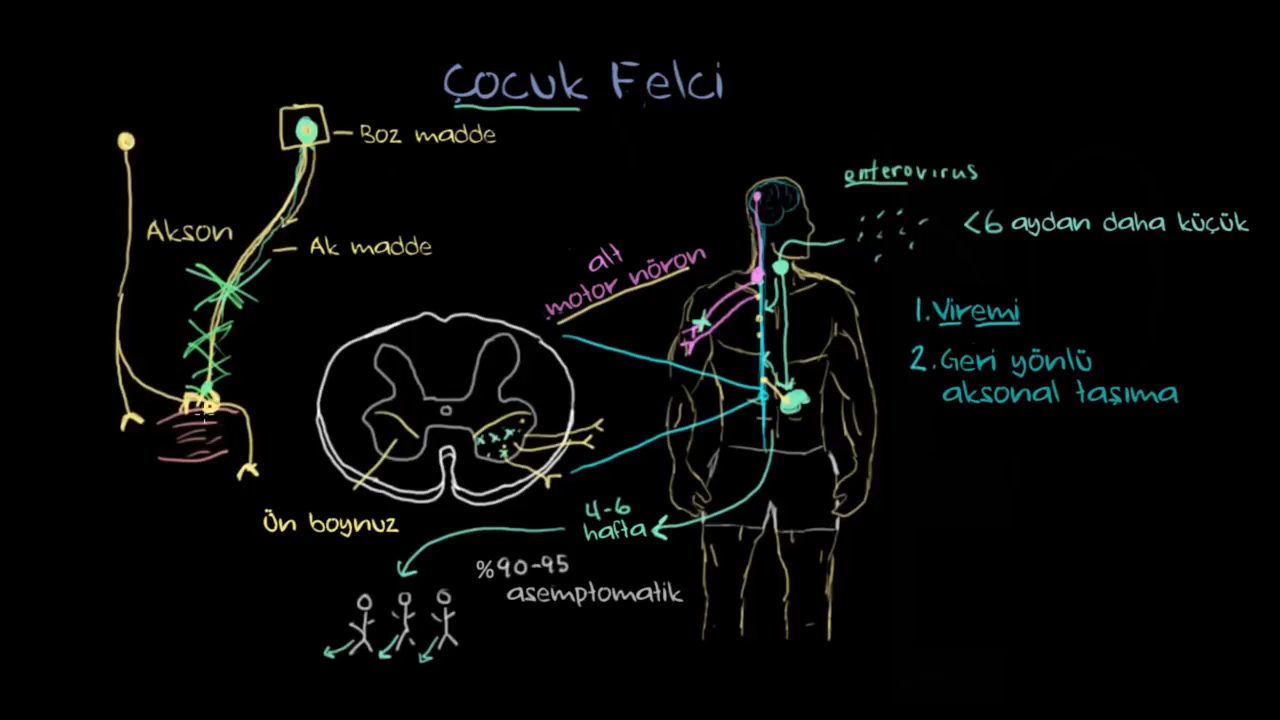 Çocuk Felci
Boz madde
Akson
Ak madde
alt
motor nöron
enterovirus
<6 aydan daha küçük
1. Viremi
2. Geri yönlü
aksonal taşıma
Ün boynuz
4-6
hafta
%90-95
asemptomatik